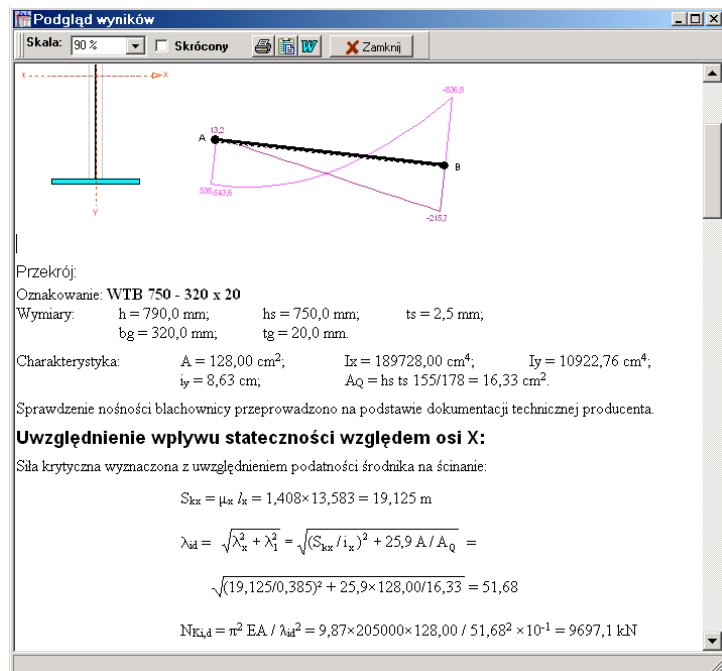 Podgląd wyników
Skala: 90 % Skrócony W Zamknij
x x
Y
-836,8
13,2
A
B
-215,7
Przekrój:
Oznakowanie: WTB 750 - 320 x 20
Wymiary: h = 790,0 mm; hs = 750,0 mm; ts = 2,5 mm;
bg = 320,0 mm; tg = 20,0 mm.
Charakterystyka: A = 128,00 cm²; Ix = 189728,00 cm⁴; Iy = 10922,76 cm⁴;
iy = 8,63 cm; AQ = hs ts 155/178 = 16,33 cm².
Sprawdzenie nośności blachownicy przeprowadzono na podstawie dokumentacji technicznej producenta.
Uwzględnienie wpływu stateczności względem osi X:
Siła krytyczna wyznaczona z uwzględnieniem podatności środnika na ścinanie:
Skx = μx lx = 1,408×13,583 = 19,125 m
λid = √(λx² + λ1²) = √((Skx / ix)² + 25,9 A / AQ) =
√((19,125/0,385)² + 25,9×128,00/16,33) = 51,68
NKi,d = π² EA / λid² = 9,87×205000×128,00 / 51,68² ×10⁻¹ = 9697,1 kN